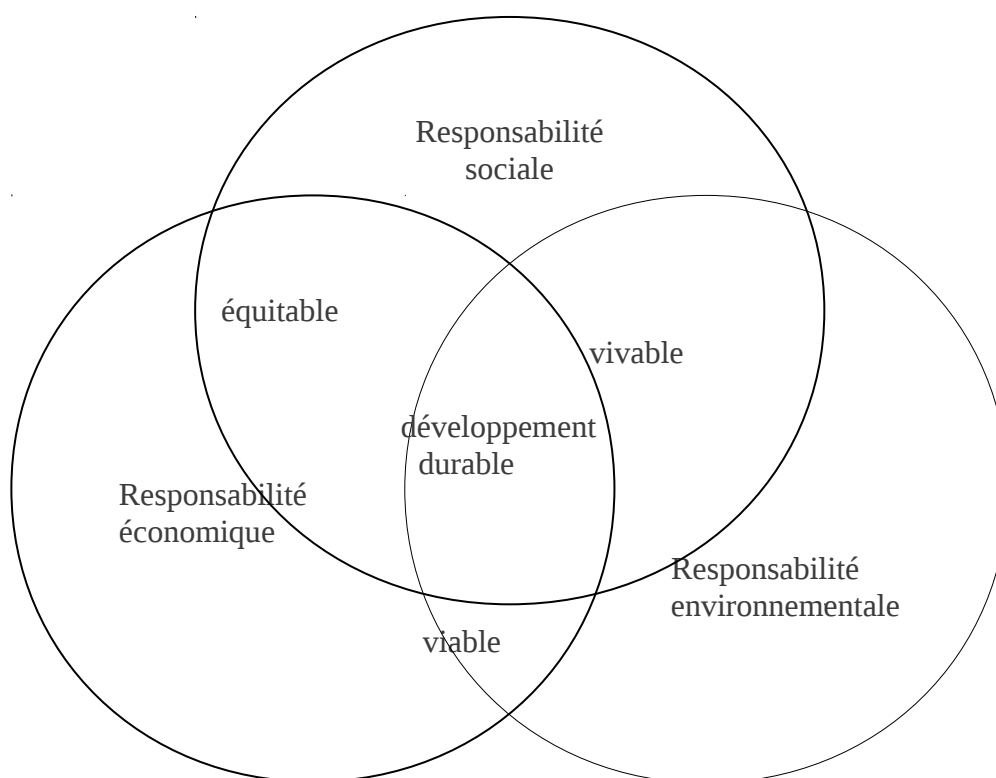 Responsabilité
sociale
équitable
vivable
développement
durable
Responsabilité
économique
Responsabilité
environnementale
viable